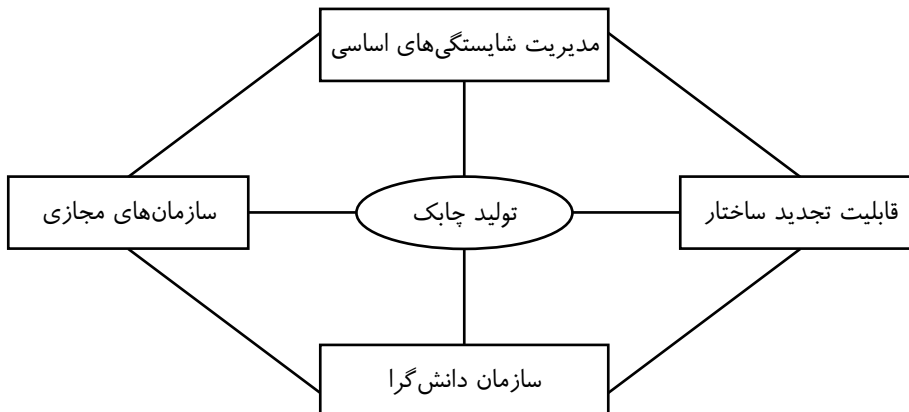 مدیریت شایستگی‌های اساسی
قابلیت تجدید ساختار
تولید چابک
سازمان‌های مجازی
سازمان دانش‌گرا